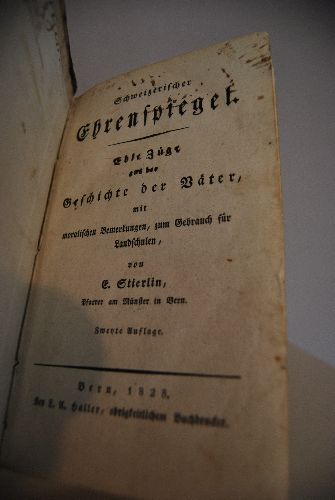 Schweizerischer
Ehrenspiegel.
Edle Züge
aus der
Geschichte der Väter,
mit
moralischen Bemerkungen, zum Gebrauch für
Landschulen,
von
E. Stierlin,
Pfarrer am Münster in Bern.
Zweyte Auflage.
Bern, 1828.
Bey L. A. Haller, obrigkeitlichem Buchdrucker.